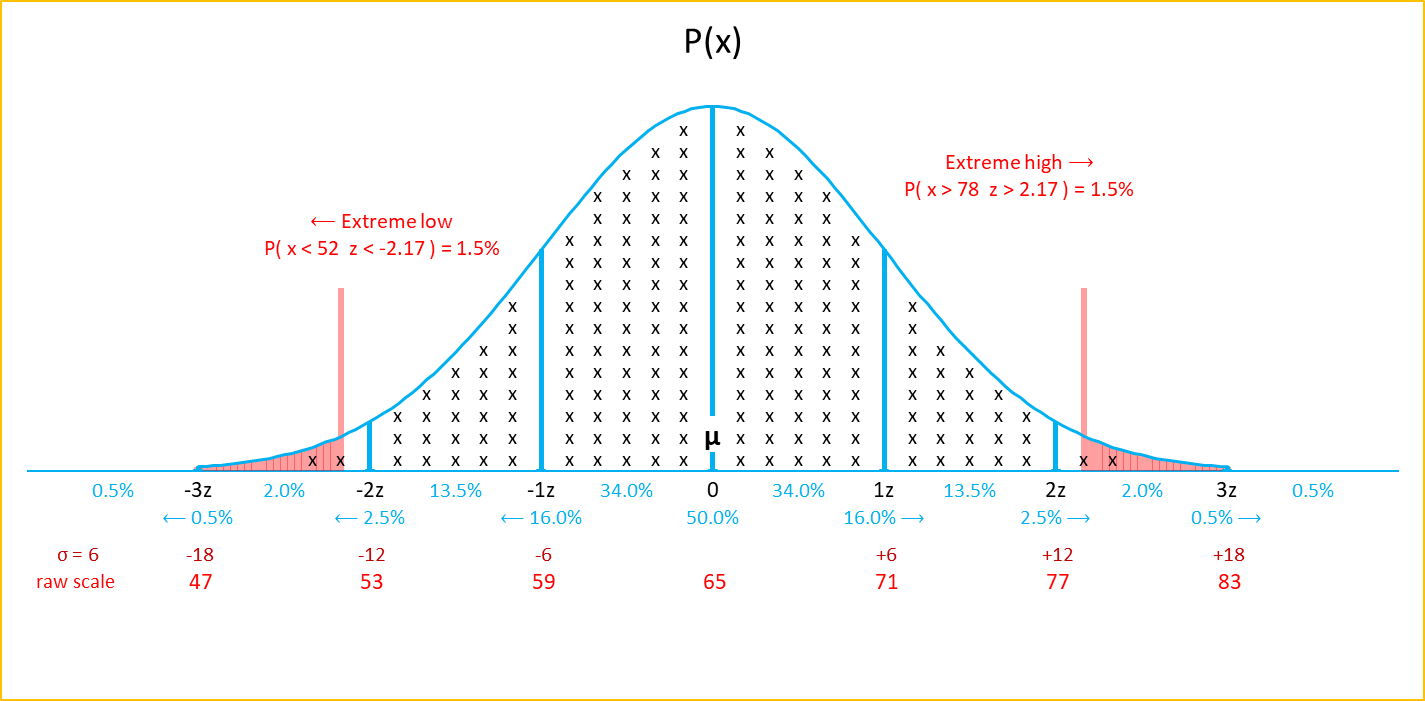 P(x)
Extreme high ⟶
P( x > 78  z > 2.17 ) = 1.5%
⟵ Extreme low
P( x < 52  z < -2.17 ) = 1.5%
x x
x x x x
x x x x x x
x x x x x x x x
x x x x x x x x
x x x x x x x x x x
x x x x x x x x x x
x x x x x x x x x x
x x x x x x x x x x x x
x x x x x x x x x x x x
x x x x x x x x x x x x x x
x x x x x x x x x x x x x x x x
x x x x x x x x x x x x x x x x x x
x x x x x x x x x x x x x x x x x x x x
x x x x x x x x x x μ x x x x x x x x x x
x x x x x x x x x x x x x x x x x x x x x x x x
0.5% -3z 2.0% -2z 13.5% -1z 34.0% 0 34.0% 1z 13.5% 2z 2.0% 3z 0.5%
⟵ 0.5% ⟵ 2.5% ⟵ 16.0% 50.0% 16.0% ⟶ 2.5% ⟶ 0.5% ⟶
σ = 6 -18 -12 -6 +6 +12 +18
raw scale 47 53 59 65 71 77 83